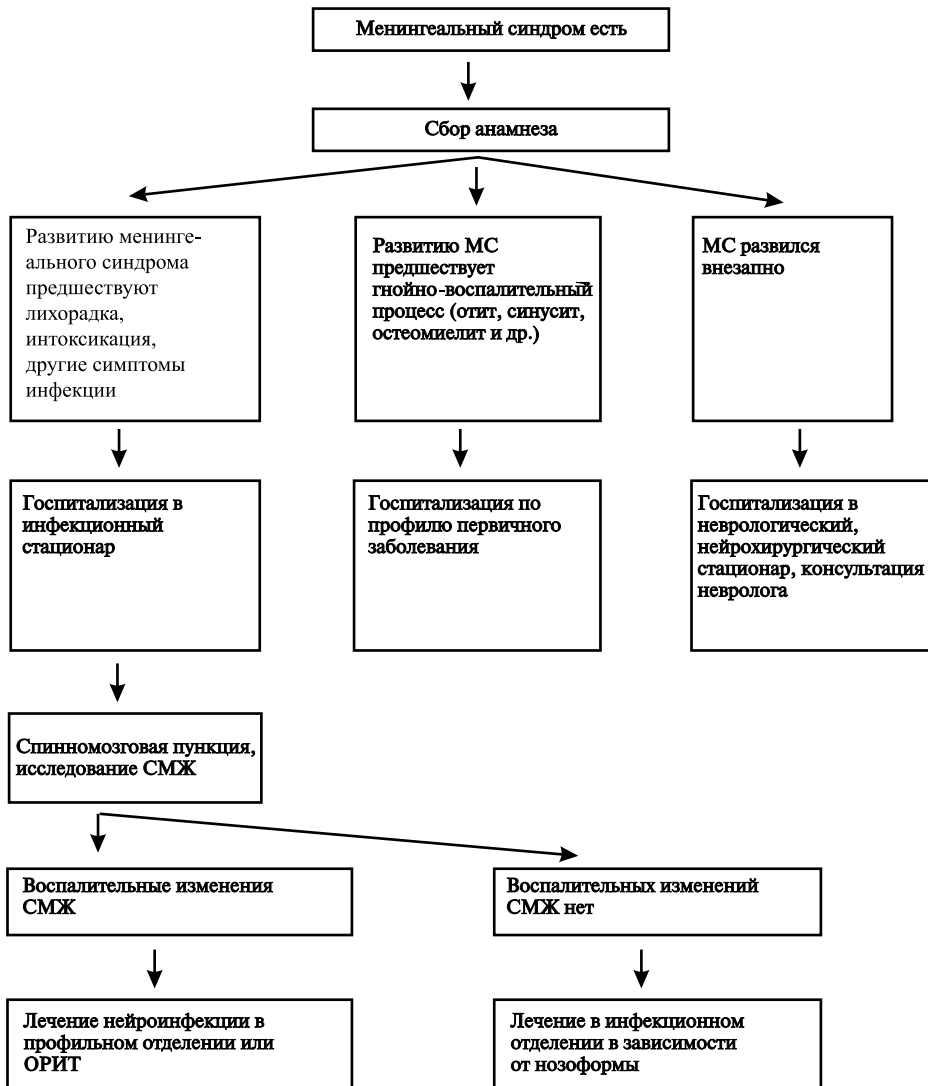 Менингеальный синдром есть
Сбор анамнеза
Развитию менинге-
ального синдрома
предшествуют
лихорадка,
интоксикация,
другие симптомы
инфекции
Развитию МС
предшествует
гнойно-воспалительный
процесс (отит, синусит,
остеомиелит и др.)
МС развился
внезапно
Госпитализация в
инфекционный
стационар
Госпитализация по
профилю первичного
заболевания
Госпитализация в
неврологический,
нейрохирургический
стационар, консультация
невролога
Спинномозговая пункция,
исследование СМЖ
Воспалительные изменения
СМЖ
Воспалительных изменений
СМЖ нет
Лечение нейроинфекции в
профильном отделении или
ОРИТ
Лечение в инфекционном
отделении в зависимости
от нозоформы